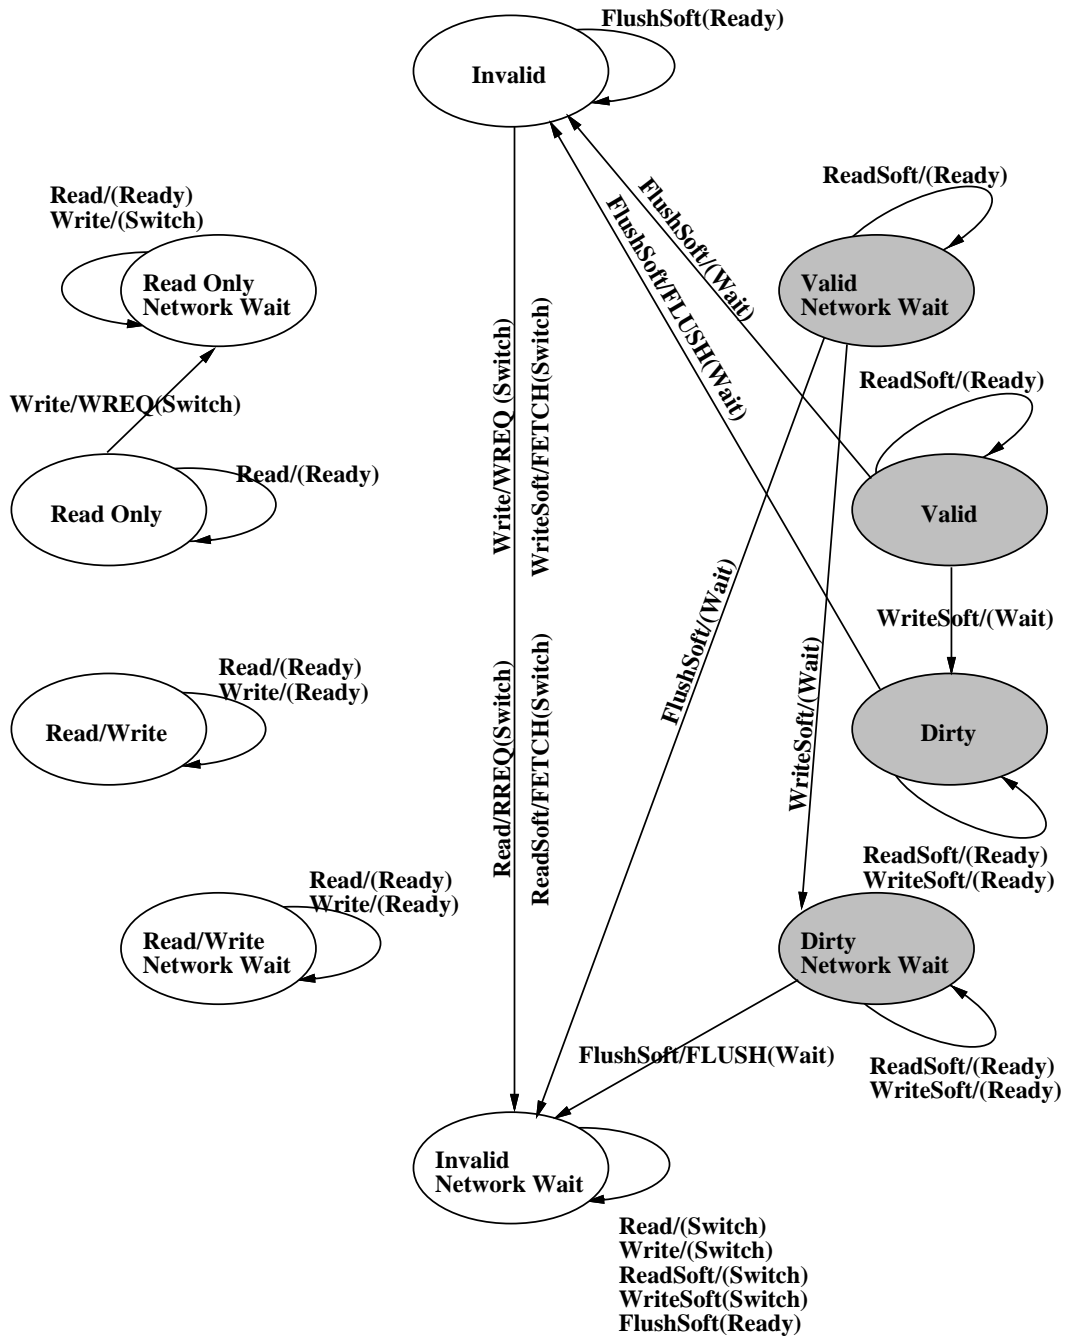 FlushSoft(Ready)
Invalid
Read/(Ready)
Write/(Switch)
Read Only
Network Wait
ReadSoft/(Ready)
Valid
Network Wait
FlushSoft/(Wait)
FlushSoft/FLUSH(Wait)
Write/WREQ (Switch)
WriteSoft/FETCH(Switch)
Write/WREQ(Switch)
Read/(Ready)
Read Only
ReadSoft/(Ready)
Valid
WriteSoft/(Wait)
FlushSoft/(Wait)
WriteSoft/(Wait)
Read/RREQ(Switch)
ReadSoft/FETCH(Switch)
Read/(Ready)
Write/(Ready)
Read/Write
Dirty
ReadSoft/(Ready)
WriteSoft/(Ready)
Read/(Ready)
Write/(Ready)
Read/Write
Network Wait
Dirty
Network Wait
FlushSoft/FLUSH(Wait)
ReadSoft/(Ready)
WriteSoft/(Ready)
Invalid
Network Wait
Read/(Switch)
Write/(Switch)
ReadSoft/(Switch)
WriteSoft(Switch)
FlushSoft(Ready)